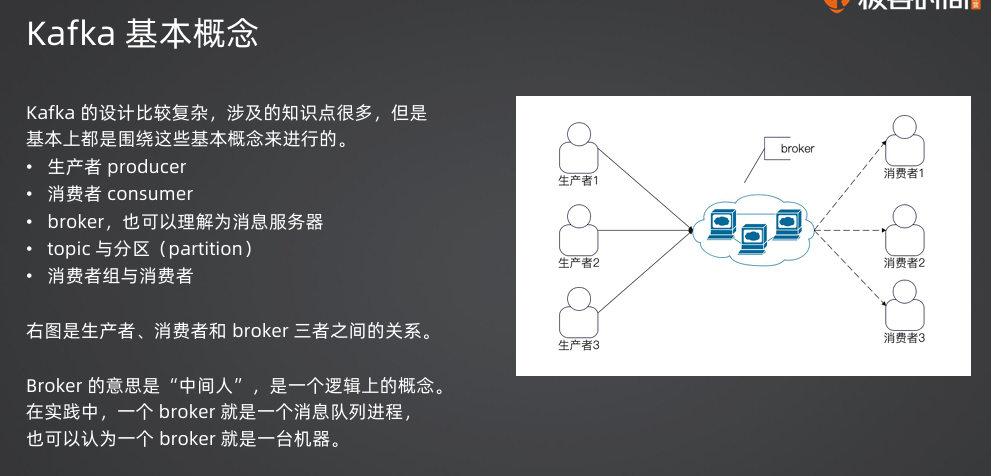 Kafka 基本概念
Kafka 的设计比较复杂，涉及的知识点很多，但是
基本上都是围绕这些基本概念来进行的。
• 生产者 producer
• 消费者 consumer
• broker，也可以理解为消息服务器
• topic 与分区（partition）
• 消费者组与消费者
右图是生产者、消费者和 broker 三者之间的关系。
Broker 的意思是“中间人”，是一个逻辑上的概念。
在实践中，一个 broker 就是一个消息队列进程，
也可以认为一个 broker 就是一台机器。
broker
生产者1
生产者2
生产者3
消费者1
消费者2
消费者3